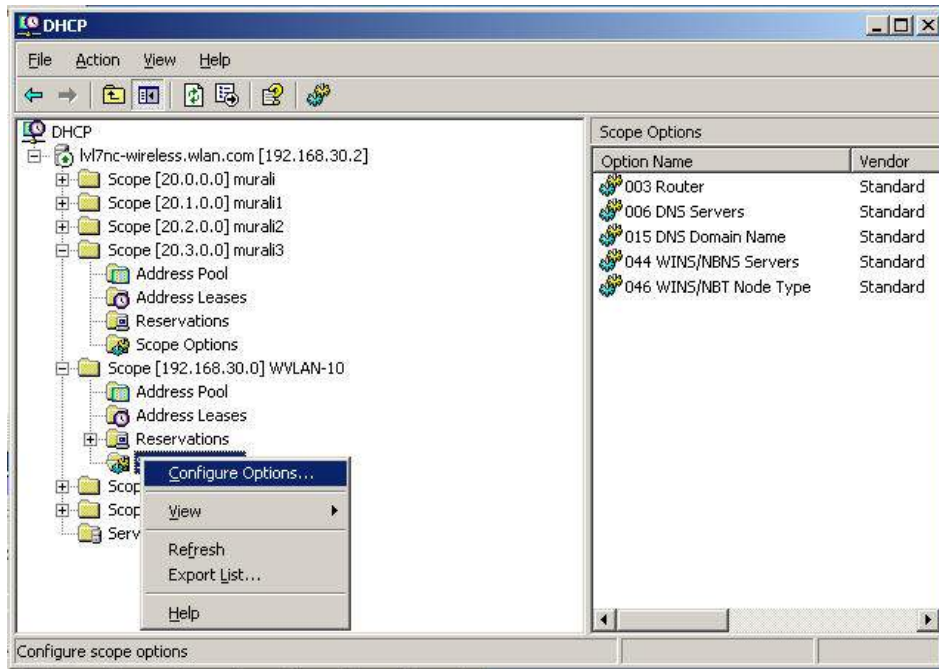 DHCP
File Action View Help
DHCP
lvl7nc-wireless.wlan.com [192.168.30.2]
Scope [20.0.0.0] murali
Scope [20.1.0.0] murali1
Scope [20.2.0.0] murali2
Scope [20.3.0.0] murali3
Address Pool
Address Leases
Reservations
Scope Options
Scope [192.168.30.0] WVLAN-10
Address Pool
Address Leases
Reservations
Scop
Scop
Serv
Configure Options...
View
Refresh
Export List...
Help
Scope Options
Option Name Vendor
003 Router Standard
006 DNS Servers Standard
015 DNS Domain Name Standard
044 WINS/NBNS Servers Standard
046 WINS/NBT Node Type Standard
Configure scope options